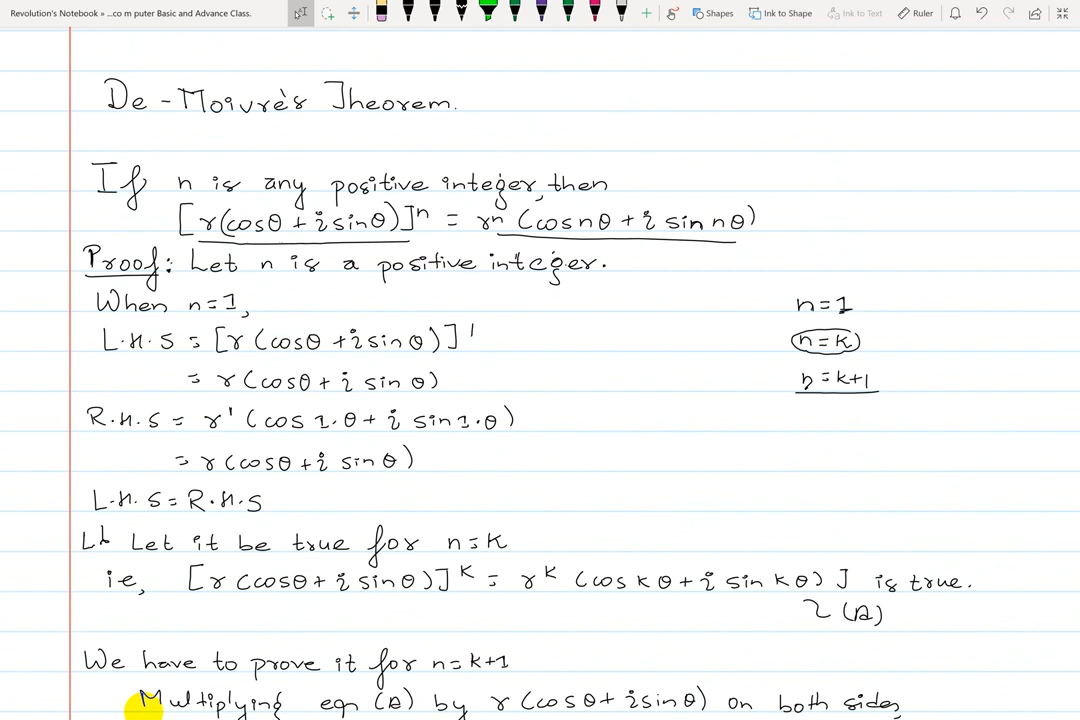 Revolution's Notebook » ...co m puter Basic and Advance Class.
Shapes Ink to Shape Ink to Text Ruler
De-Moivre's Theorem.
If n is any positive integer, then
[r(cosθ + i sinθ)]ⁿ = rⁿ (cos nθ + i sin nθ)
Proof: Let n is a positive integer.
When n=1,
n=1
L.H.S = [r (cosθ + i sin θ)]¹
n=k
= r (cosθ + i sin θ)
n=k+1
R.H.S = r¹ (cos 1.θ + i sin 1.θ)
= r (cosθ + i sin θ)
L.H.S = R.H.S
Let it be true for n=k
ie, [r (cosθ + i sin θ)]ᵏ = rᵏ (cos kθ + i sin kθ)] is true.
(A)
We have to prove it for n=k+1
Multiplying eqn (A) by r (cosθ + i sinθ) on both sides,